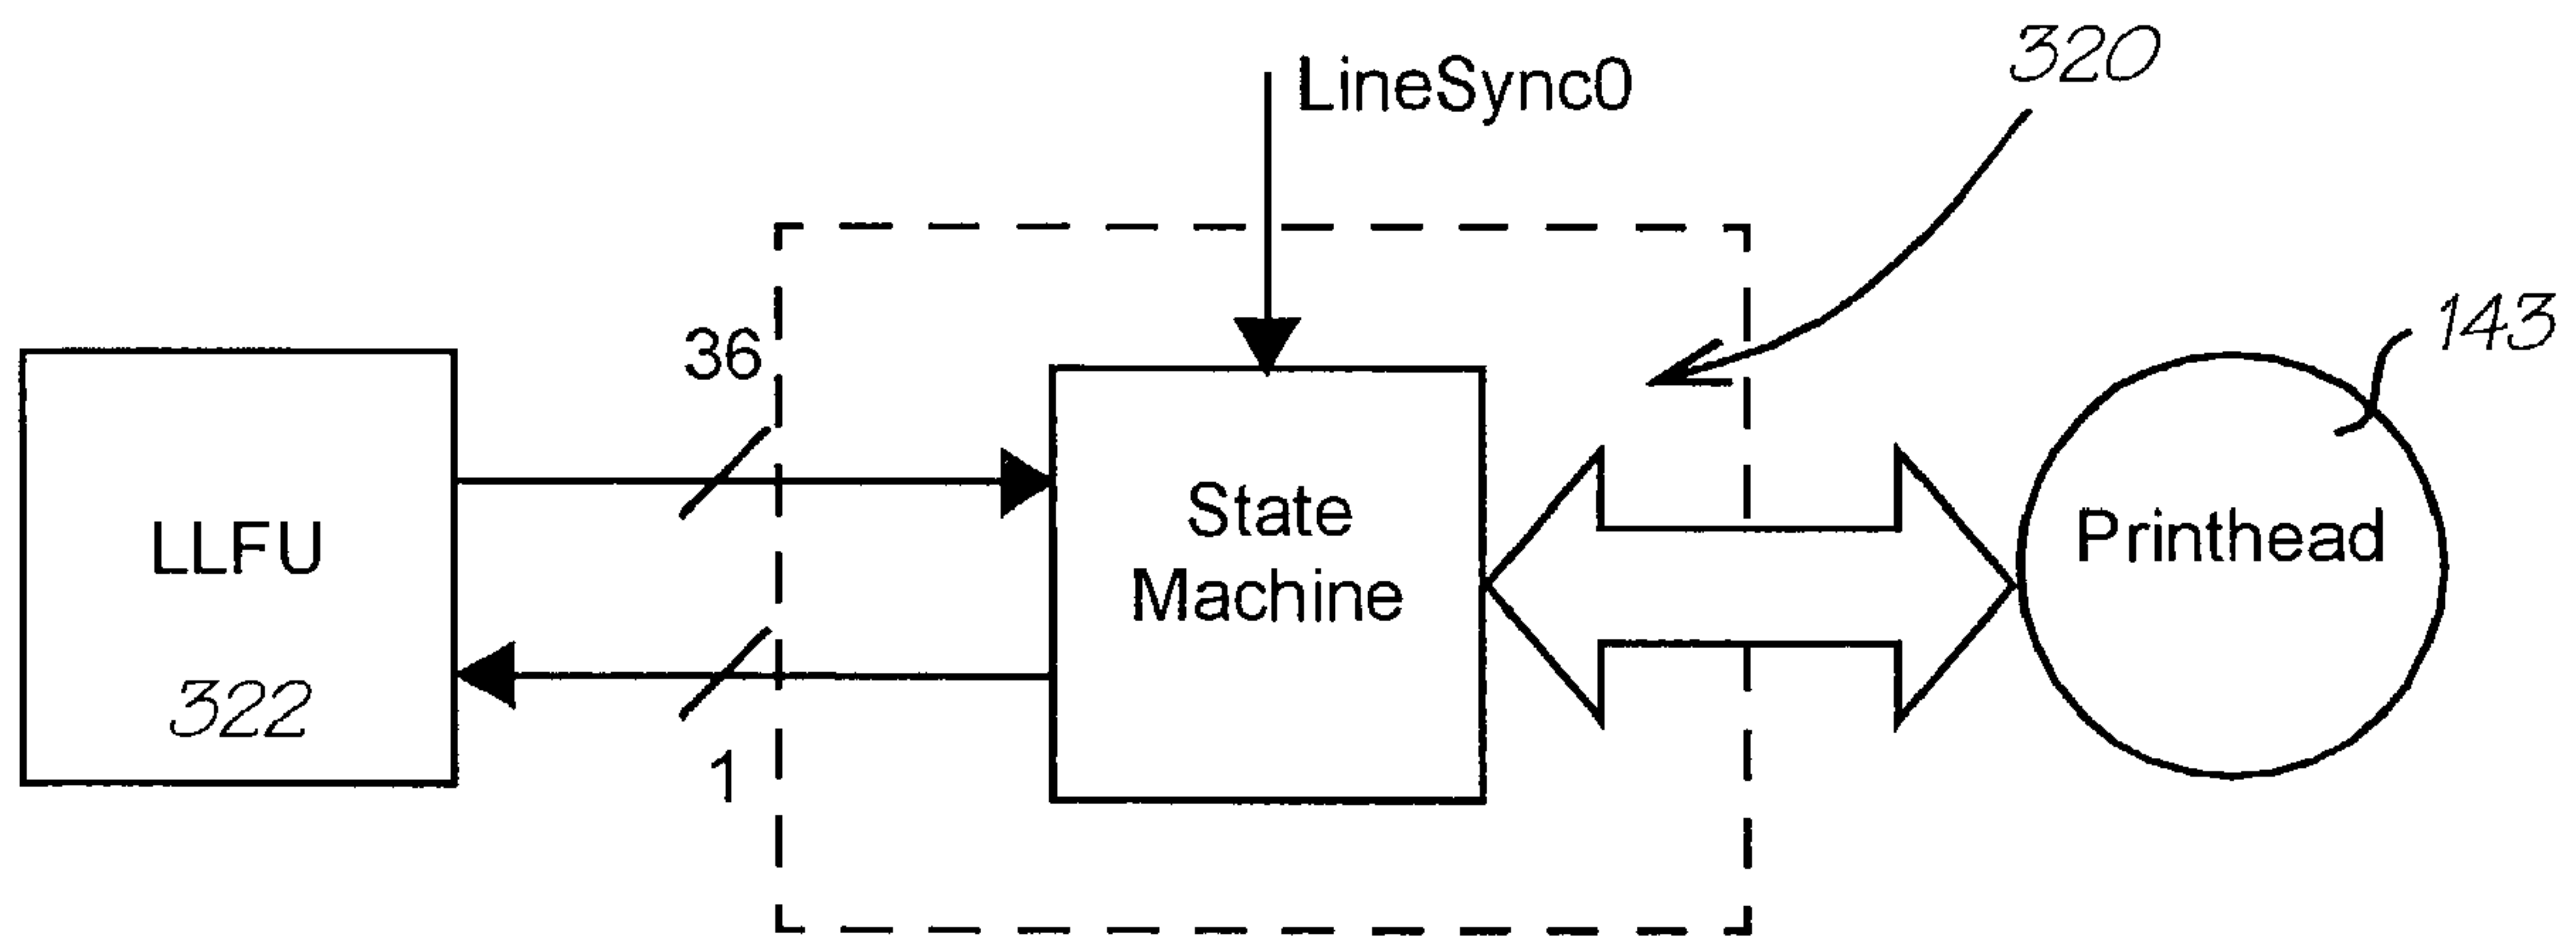 LineSync0
320
36
143
LLFU
322
State
Machine
Printhead
1